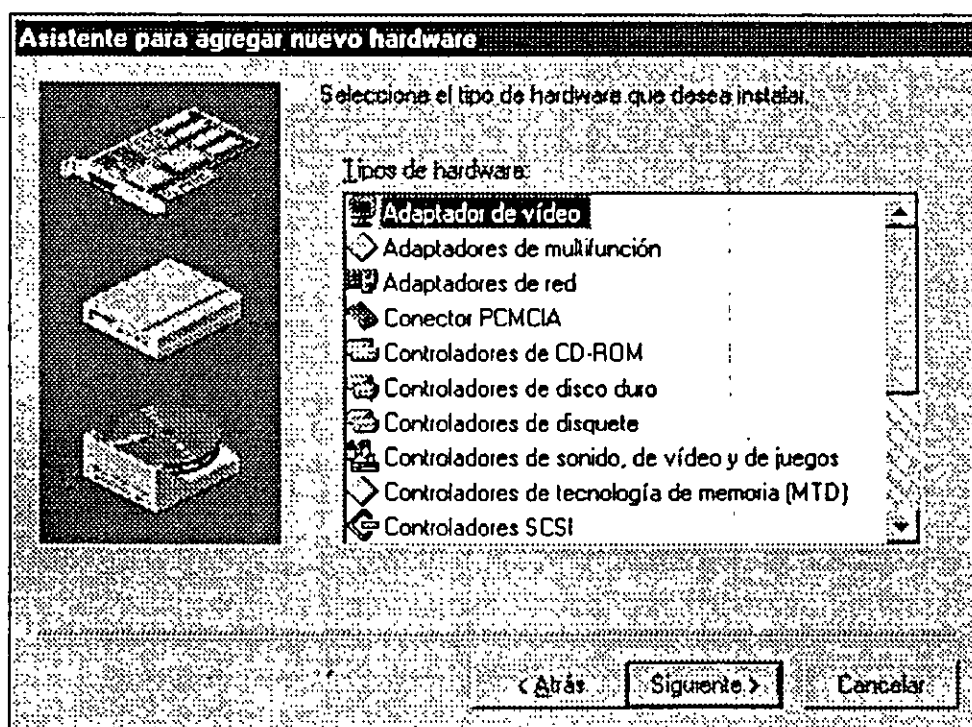 Asistente para agregar nuevo hardware
Seleccione el tipo de hardware que desea instalar.
Tipos de hardware:
Adaptador de vídeo
Adaptadores de multifunción
Adaptadores de red
Conector PCMCIA
Controladores de CD-ROM
Controladores de disco duro
Controladores de disquete
Controladores de sonido, de vídeo y de juegos
Controladores de tecnología de memoria (MTD)
Controladores SCSI
< Atrás
Siguiente >
Cancelar